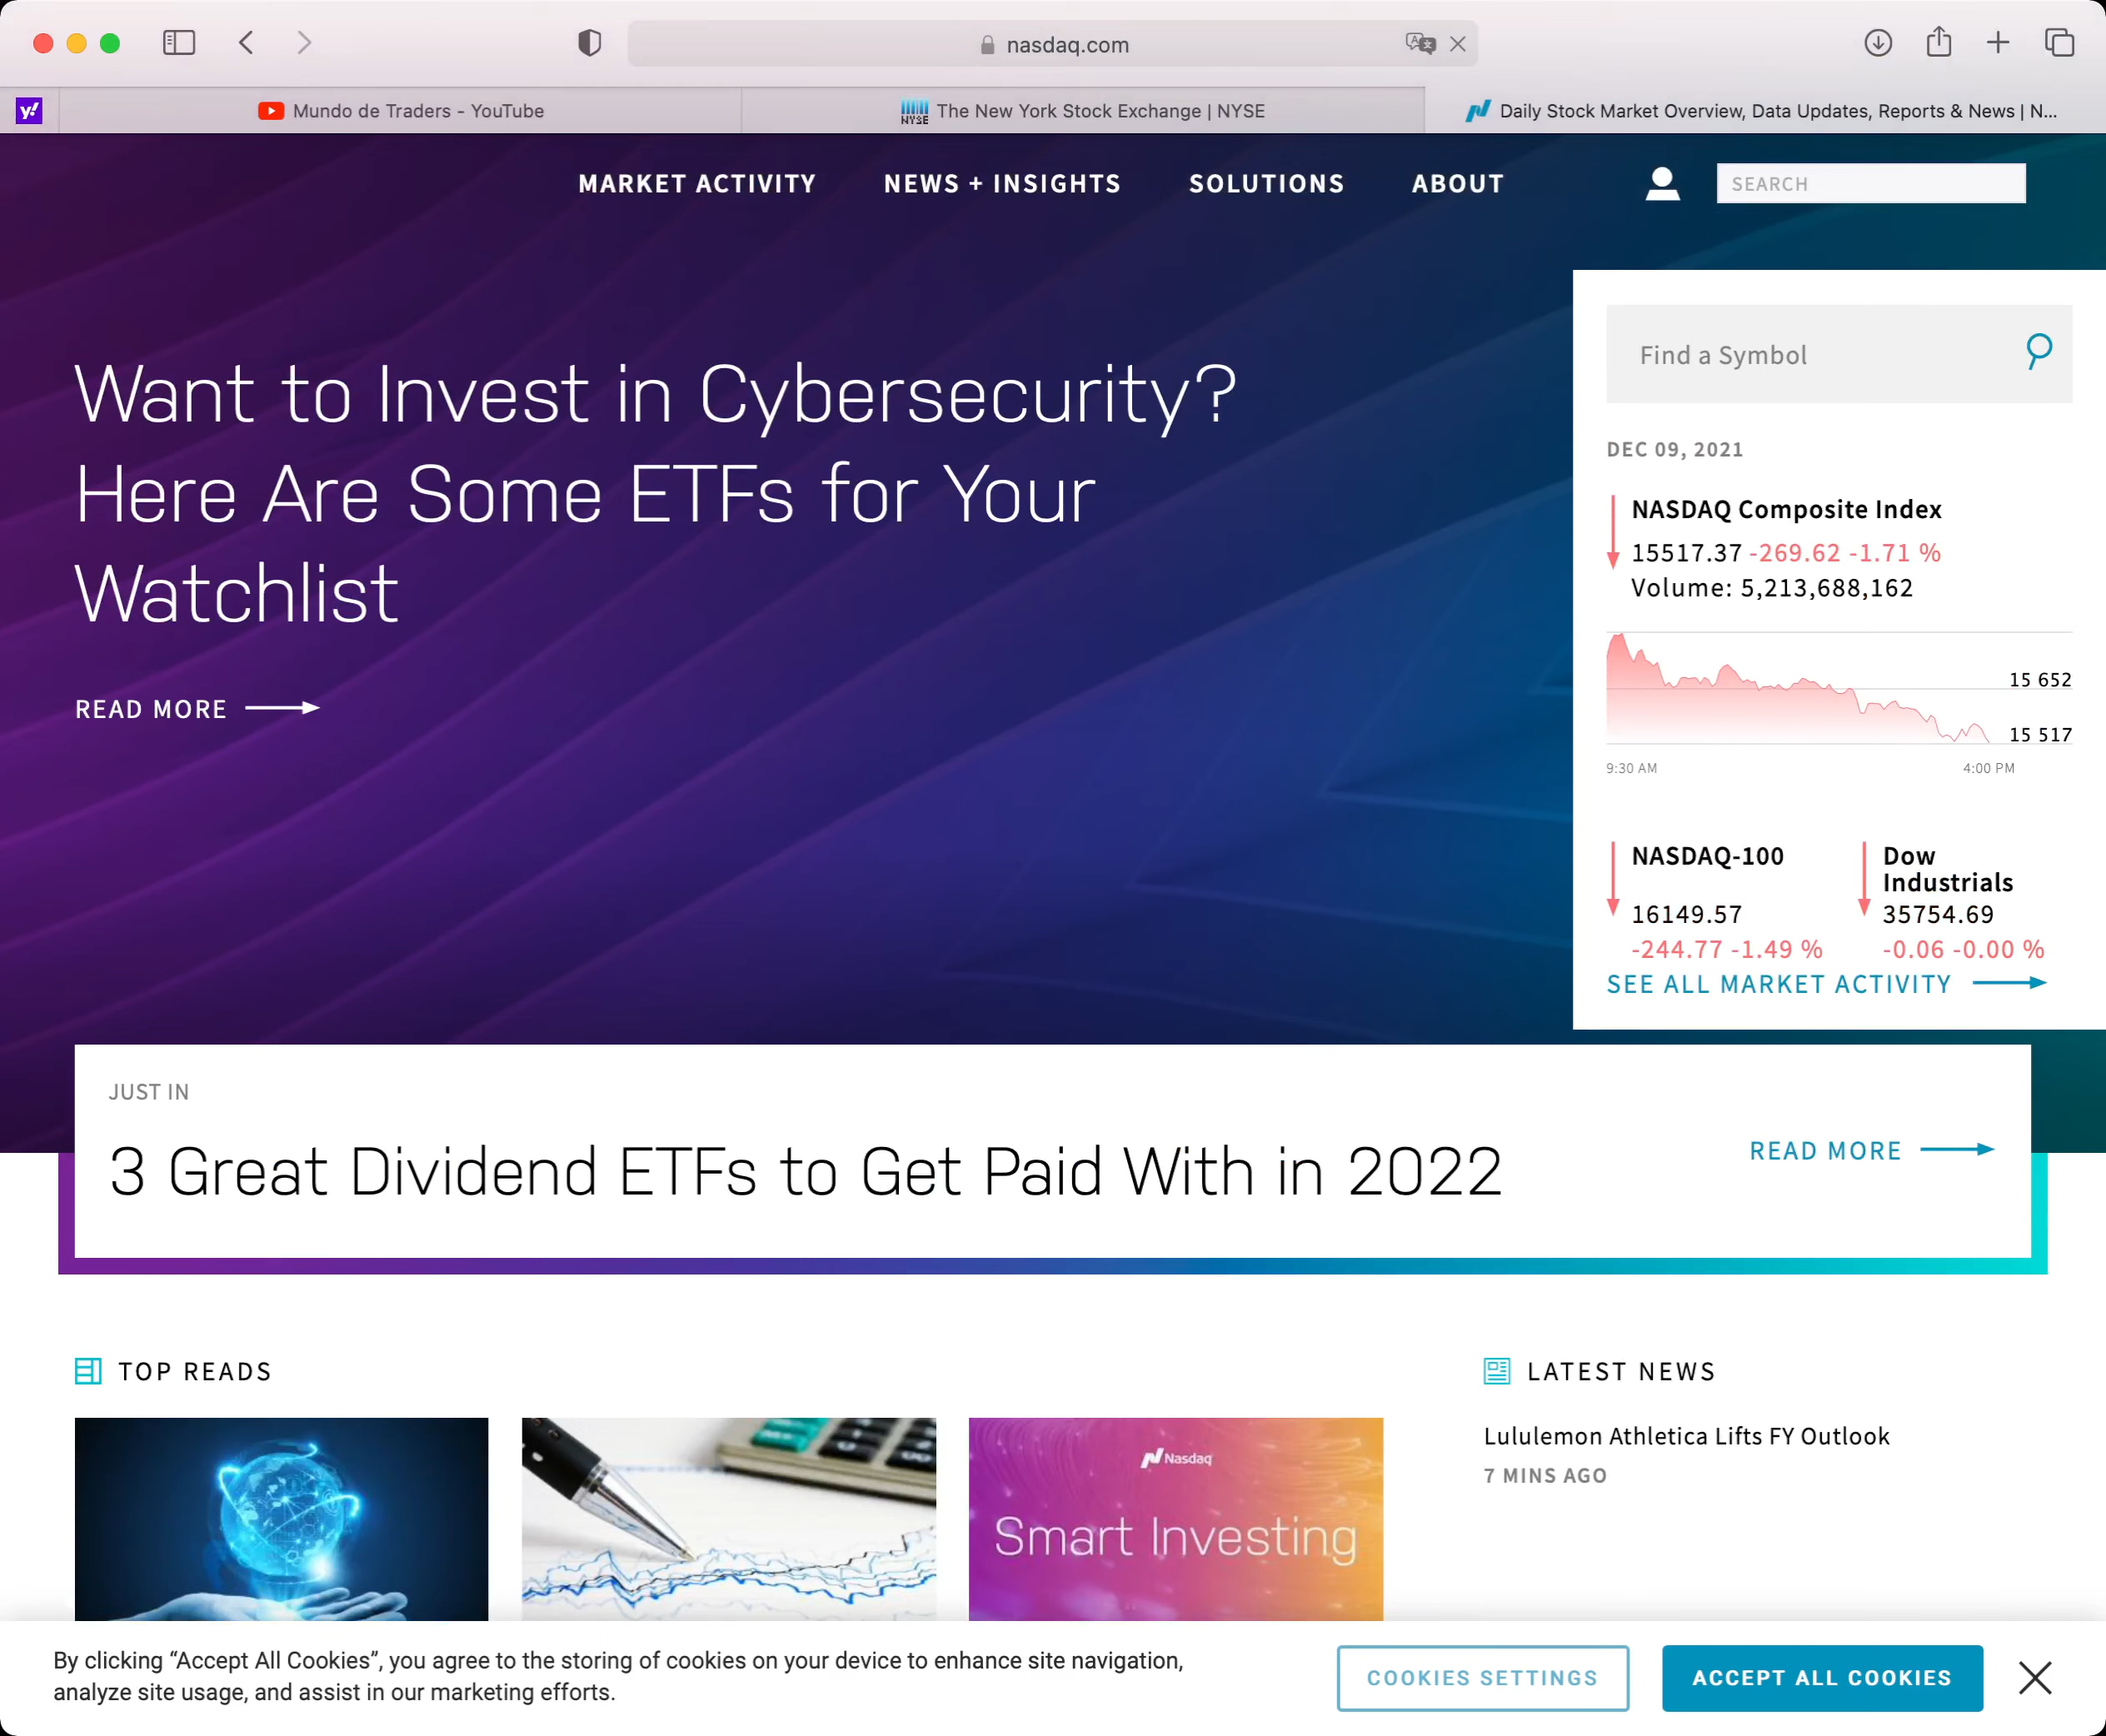 nasdaq.com
Mundo de Traders - YouTube
NYSE
The New York Stock Exchange | NYSE
Daily Stock Market Overview, Data Updates, Reports & News | N...
MARKET ACTIVITY
NEWS + INSIGHTS
SOLUTIONS
ABOUT
SEARCH
Want to Invest in Cybersecurity?
Here Are Some ETFs for Your
Watchlist
READ MORE
Find a Symbol
DEC 09, 2021
NASDAQ Composite Index
15517.37 -269.62 -1.71 %
Volume: 5,213,688,162
15 652
15 517
9:30 AM
4:00 PM
NASDAQ-100
16149.57
-244.77 -1.49 %
Dow
Industrials
35754.69
-0.06 -0.00 %
SEE ALL MARKET ACTIVITY
JUST IN
3 Great Dividend ETFs to Get Paid With in 2022
READ MORE
TOP READS
Nasdaq
Smart Investing
LATEST NEWS
Lululemon Athletica Lifts FY Outlook
7 MINS AGO
By clicking “Accept All Cookies”, you agree to the storing of cookies on your device to enhance site navigation,
analyze site usage, and assist in our marketing efforts.
COOKIES SETTINGS
ACCEPT ALL COOKIES